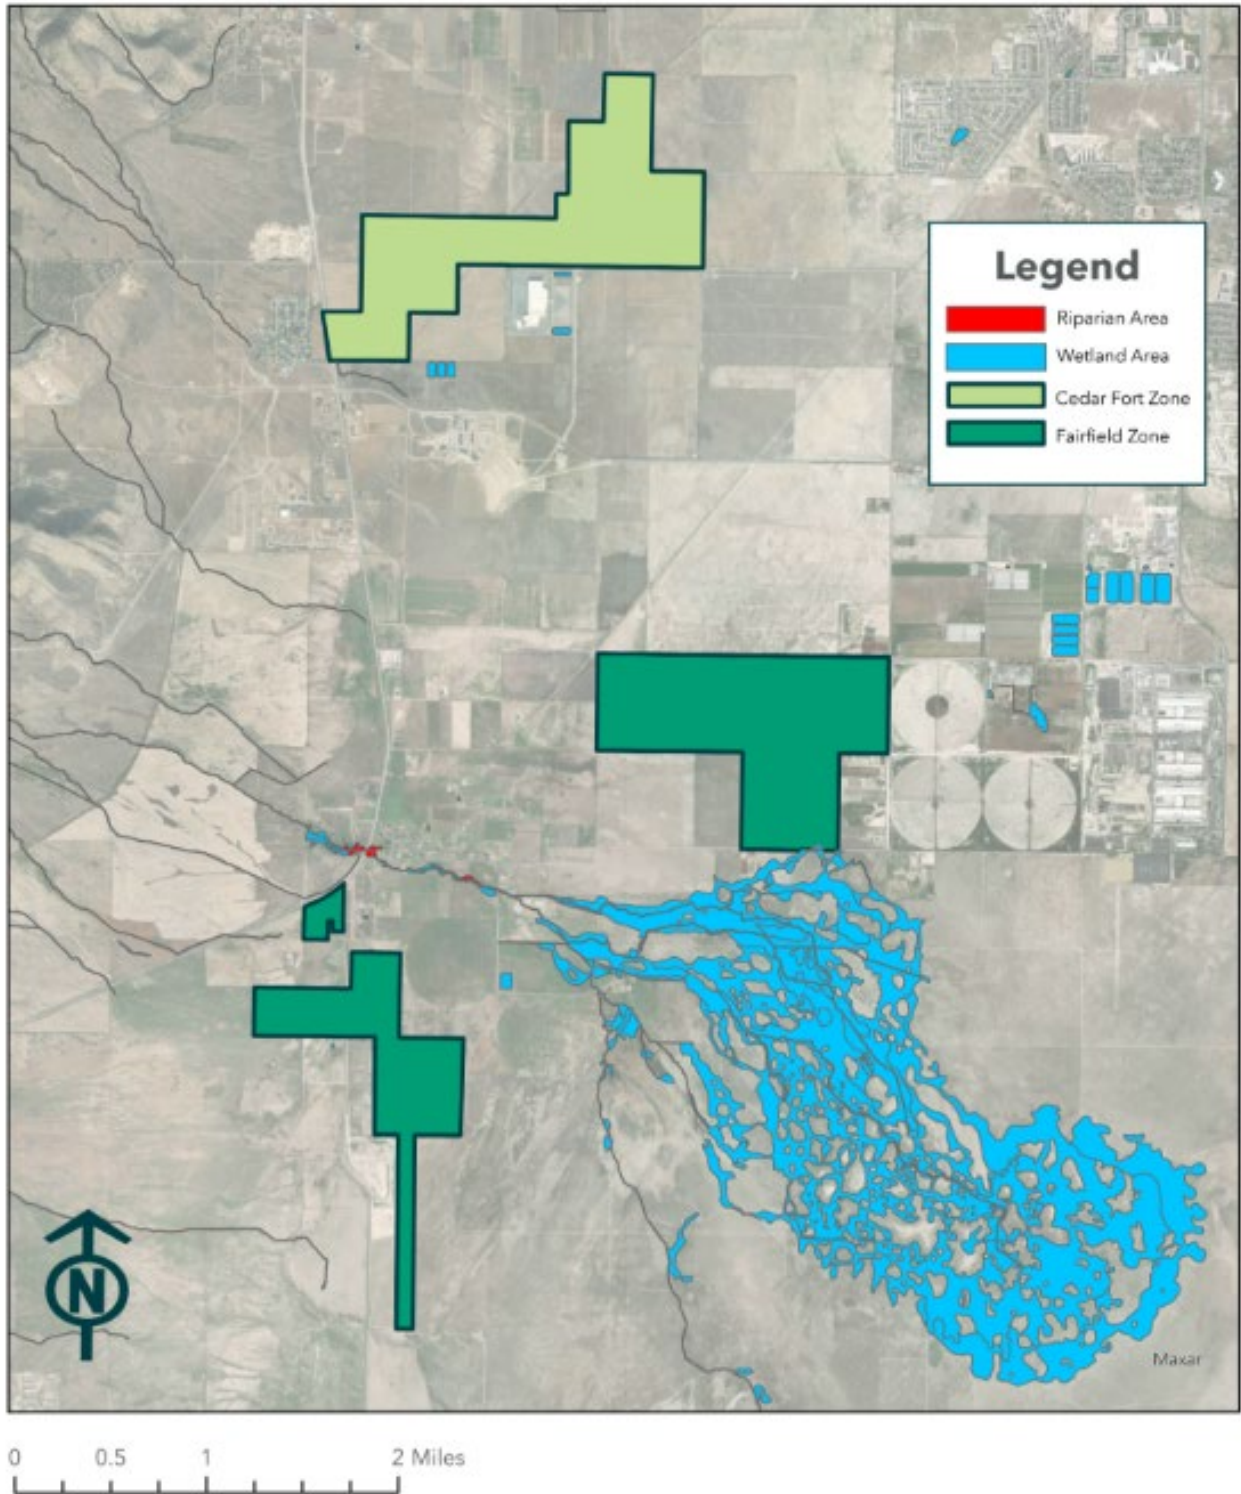 Legend
Riparian Area
Wetland Area
Cedar Fort Zone
Fairfield Zone
N
Maxar
0 0.5 1 2 Miles